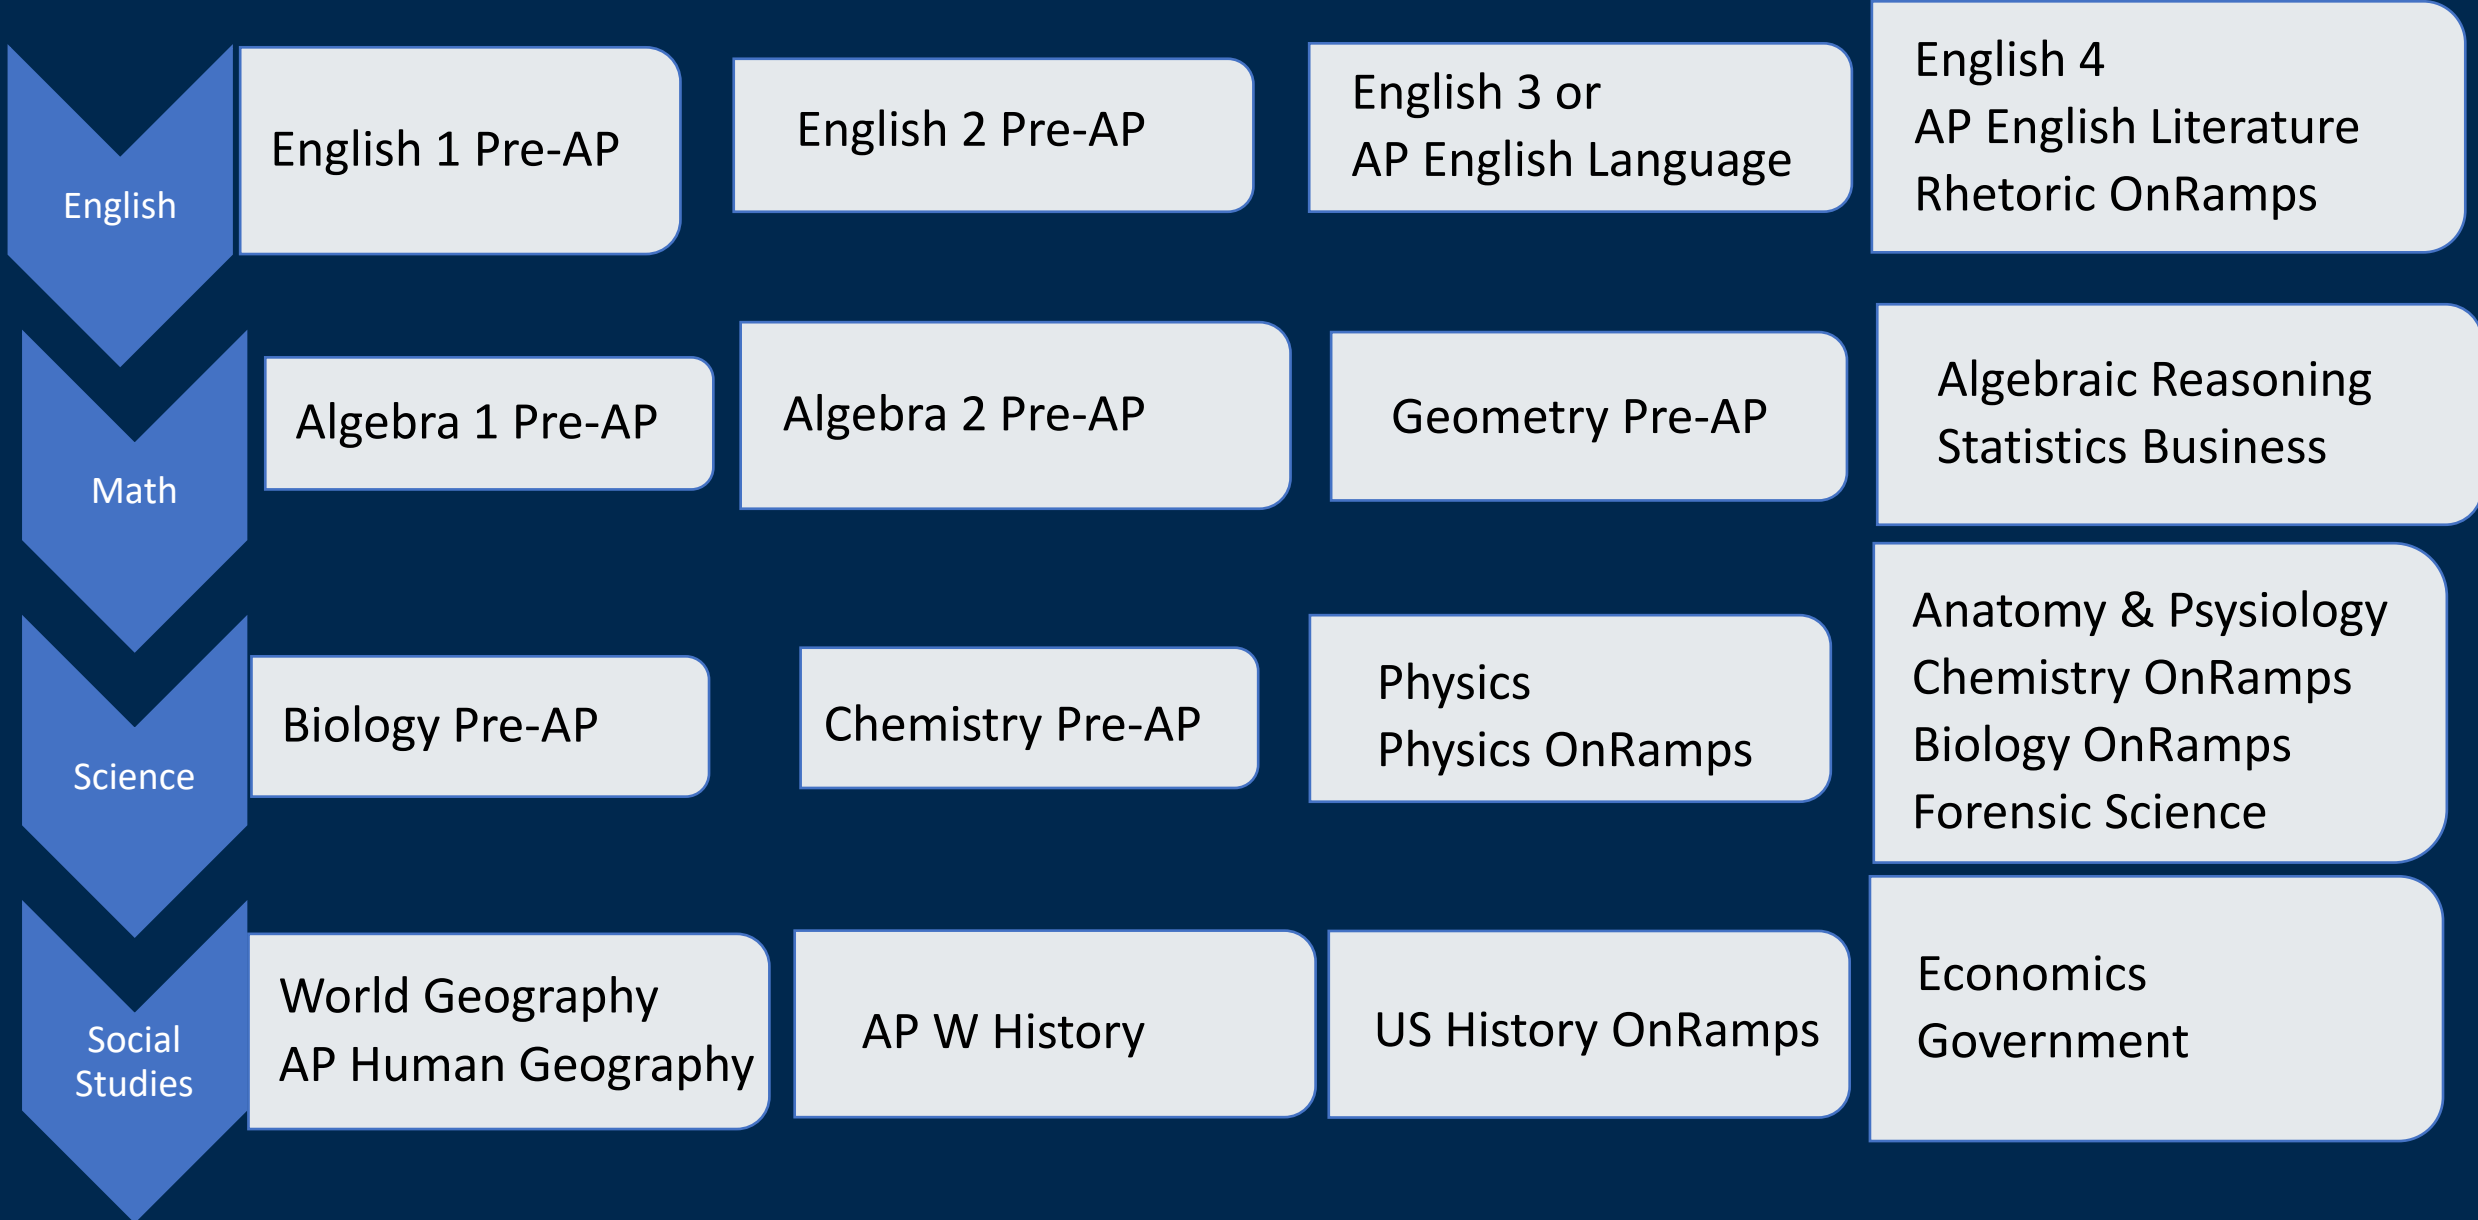 English
English 1 Pre-AP
English 2 Pre-AP
English 3 or
AP English Language
English 4
AP English Literature
Rhetoric OnRamps
Math
Algebra 1 Pre-AP
Algebra 2 Pre-AP
Geometry Pre-AP
Algebraic Reasoning
Statistics Business
Science
Biology Pre-AP
Chemistry Pre-AP
Physics
Physics OnRamps
Anatomy & Psysiology
Chemistry OnRamps
Biology OnRamps
Forensic Science
Social
Studies
World Geography
AP Human Geography
AP W History
US History OnRamps
Economics
Government